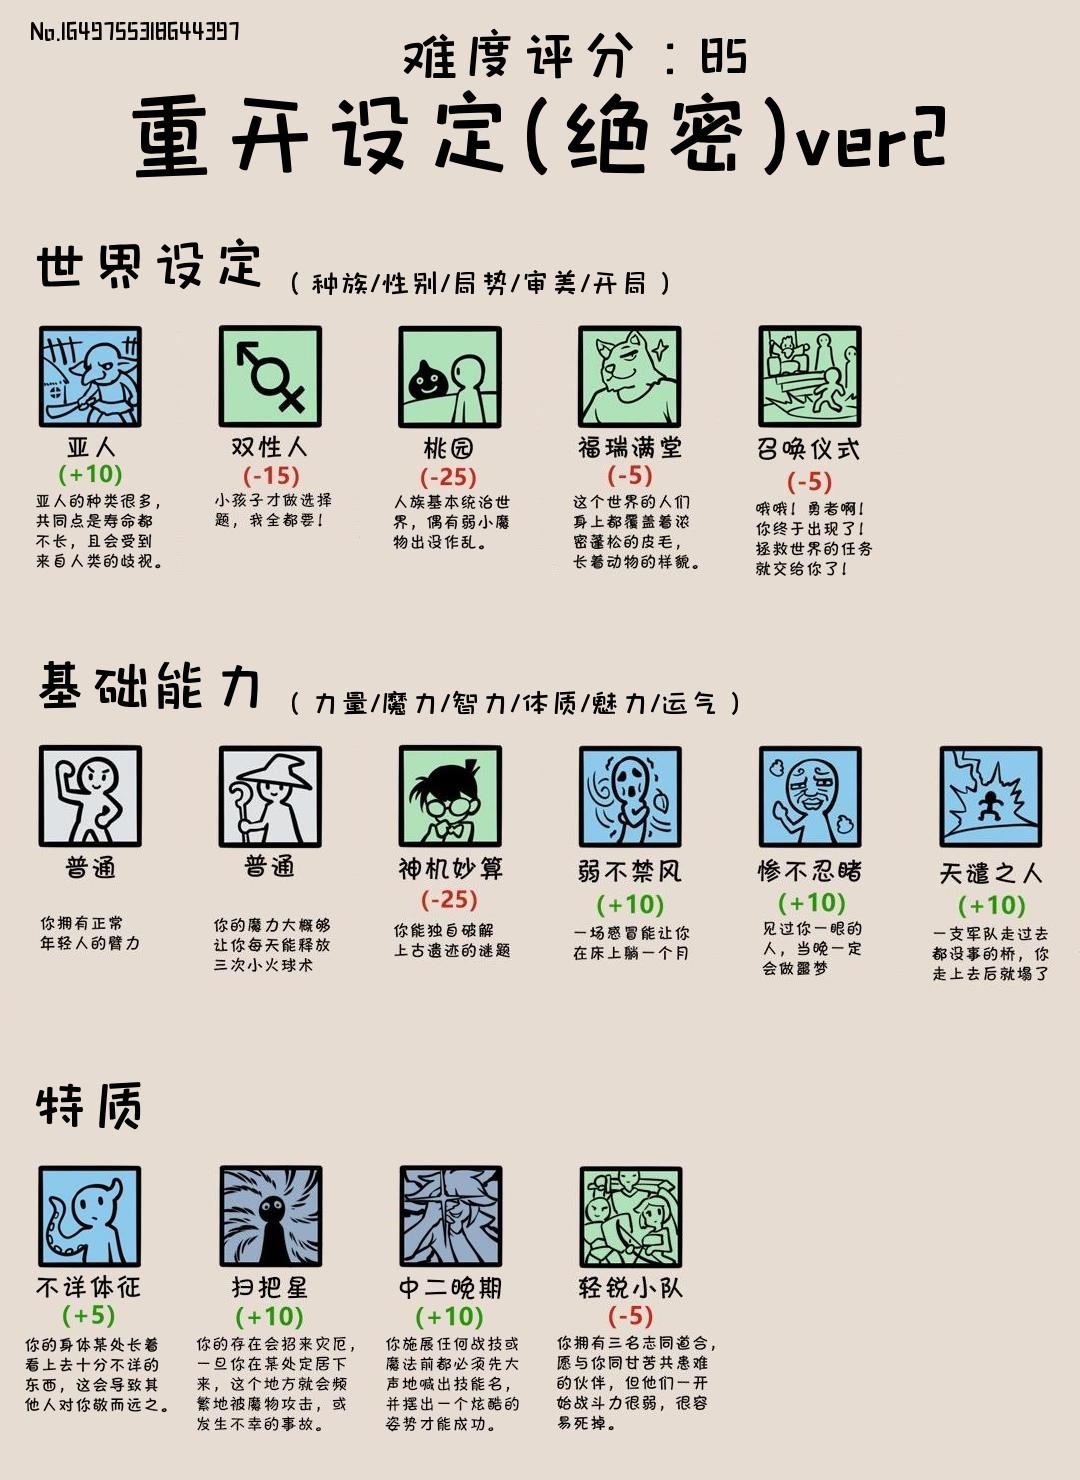 No.1649755318644397
难度评分：85
重开设定(绝密)ver2
世界设定 ( 种族/性别/局势/审美/开局 )
亚人 双性人 桃园 福瑞满堂 召唤仪式
(+10) (-15) (-25) (-5) (-5)
亚人的种类很多，
共同点是寿命都
不长，且会受到
来自人类的歧视。
小孩子才做选择
题，我全都要！
人族基本统治世
界，偶有弱小魔
物出没作乱。
这个世界的人们
身上都覆盖着浓
密蓬松的皮毛，
长着动物的样貌。
哦哦！勇者啊！
你终于出现了！
拯救世界的任务
就交给你了！
基础能力 ( 力量/魔力/智力/体质/魅力/运气 )
普通 普通 神机妙算 弱不禁风 惨不忍睹 天谴之人
(-25) (+10) (+10) (+10)
你拥有正常
年轻人的臂力
你的魔力大概够
让你每天能释放
三次小火球术
你能独自破解
上古遗迹的谜题
一场感冒能让你
在床上躺一个月
见过你一眼的
人，当晚一定
会做噩梦
一支军队走过去
都没事的桥，你
走上去后就塌了
特质
不详体征 扫把星 中二晚期 轻锐小队
(+5) (+10) (+10) (-5)
你的身体某处长着
看上去十分不详的
东西，这会导致其
他人对你敬而远之。
你的存在会招来灾厄，
一旦你在某处定居下
来，这个地方就会频
繁地被魔物攻击，或
发生不幸的事故。
你施展任何战技或
魔法前都必须先大
声地喊出技能名，
并摆出一个炫酷的
姿势才能成功。
你拥有三名志同道合，
愿与你同甘苦共患难
的伙伴，但他们一开
始战斗力很弱，很容
易死掉。